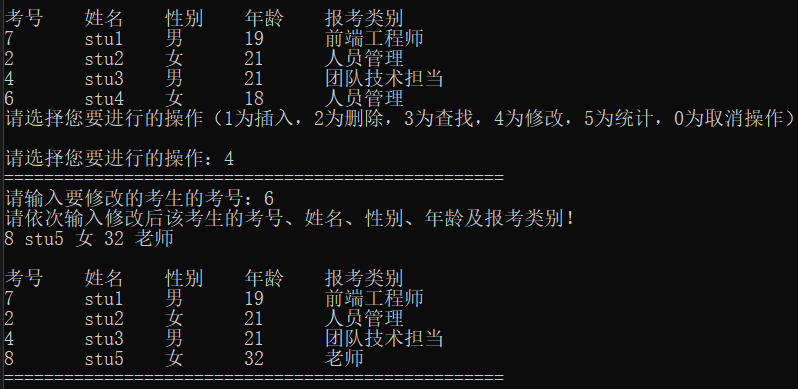 考号 姓名 性别 年龄 报考类别
7 stu1 男 19 前端工程师
2 stu2 女 21 人员管理
4 stu3 男 21 团队技术担当
6 stu4 女 18 人员管理
请选择您要进行的操作（1为插入，2为删除，3为查找，4为修改，5为统计，0为取消操作）
请选择您要进行的操作：4
==================================================
请输入要修改的考生的考号：6
请依次输入修改后该考生的考号、姓名、性别、年龄及报考类别！
8 stu5 女 32 老师
考号 姓名 性别 年龄 报考类别
7 stu1 男 19 前端工程师
2 stu2 女 21 人员管理
4 stu3 男 21 团队技术担当
8 stu5 女 32 老师
==================================================